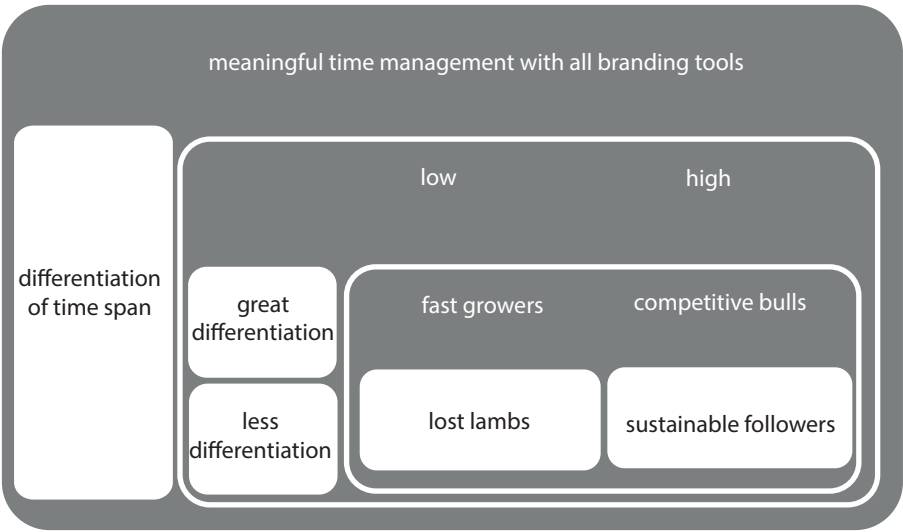 meaningful time management with all branding tools
low
high
differentiation
of time span
great
differentiation
fast growers
competitive bulls
less
differentiation
lost lambs
sustainable followers